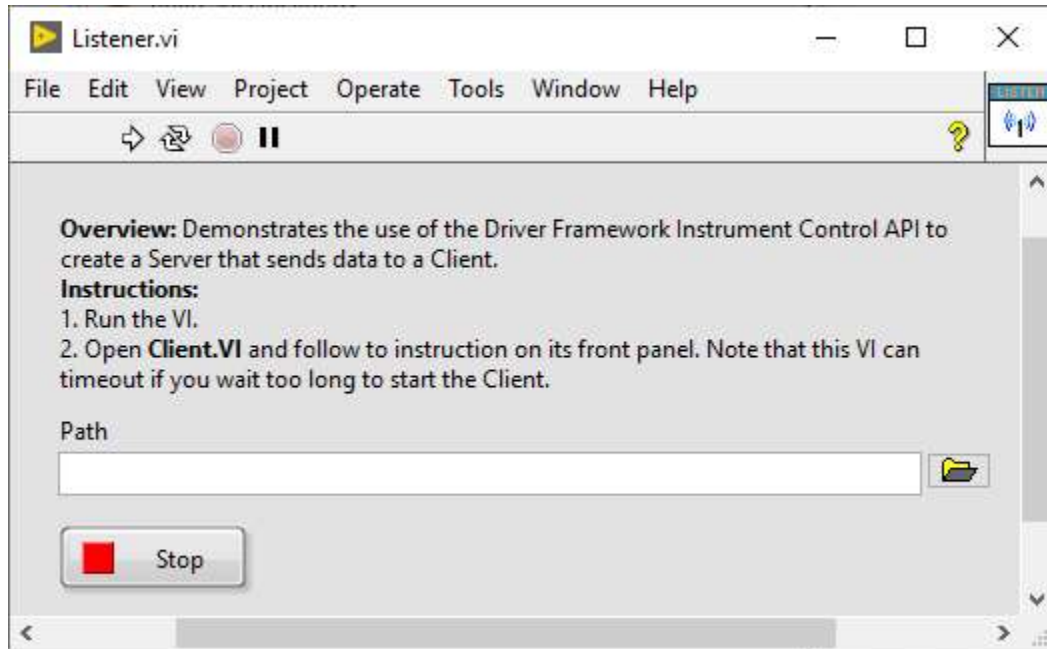 Listener.vi
File Edit View Project Operate Tools Window Help
Overview: Demonstrates the use of the Driver Framework Instrument Control API to
create a Server that sends data to a Client.
Instructions:
1. Run the VI.
2. Open Client.VI and follow to instruction on its front panel. Note that this VI can
timeout if you wait too long to start the Client.
Path
Stop